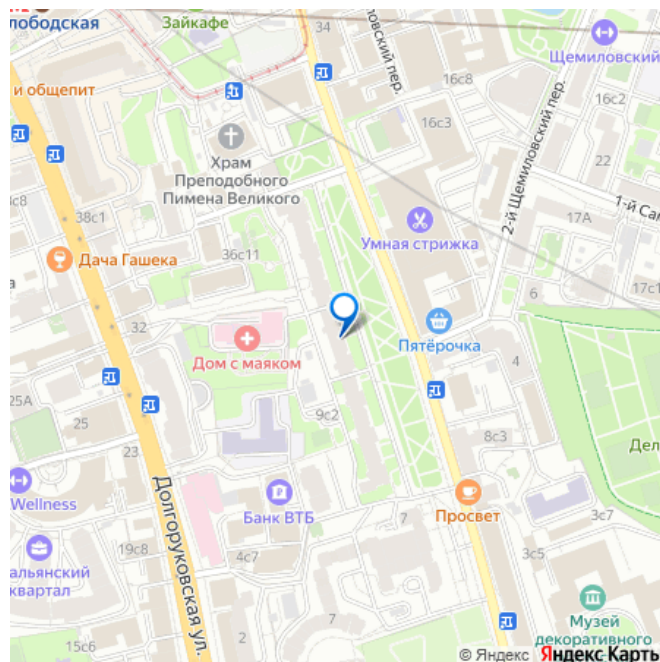 лободская
Зайкафе
34
ловский пер.
Щемиловский
16с8
и общепит
16с2
2-й Щемиловский пер.
16с3
Храм
Преподобного
Пимена Великого
22
1-й Сам
3с8
38с1
17А
Умная стрижка
36с11
Дача Гашека
а
17с1
6
32
Пятёрочка
Дом с маяком
4
25А
25
9с2
23
8с3
Дел
Wellness
Долгоруковская ул.
Банк ВТБ
7
Просвет
3с7
19с8
4с7
3с5
альянский
квартал
7
2
Музей
декоративного
15с6
© Яндекс Яндекс Карты